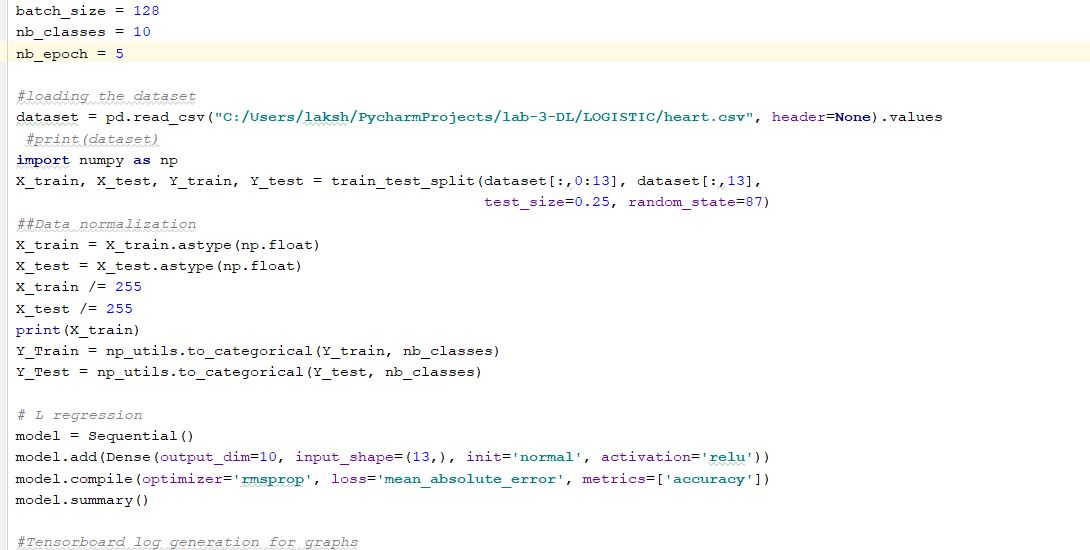 batch_size = 128
nb_classes = 10
nb_epoch = 5
#loading the dataset
dataset = pd.read_csv("C:/Users/laksh/PycharmProjects/lab-3-DL/LOGISTIC/heart.csv", header=None).values
#print(dataset)
import numpy as np
X_train, X_test, Y_train, Y_test = train_test_split(dataset[:,0:13], dataset[:,13],
test_size=0.25, random_state=87)
##Data normalization
X_train = X_train.astype(np.float)
X_test = X_test.astype(np.float)
X_train /= 255
X_test /= 255
print(X_train)
Y_Train = np_utils.to_categorical(Y_train, nb_classes)
Y_Test = np_utils.to_categorical(Y_test, nb_classes)
# L regression
model = Sequential()
model.add(Dense(output_dim=10, input_shape=(13,), init='normal', activation='relu'))
model.compile(optimizer='rmsprop', loss='mean_absolute_error', metrics=['accuracy'])
model.summary()
#Tensorboard log generation for graphs